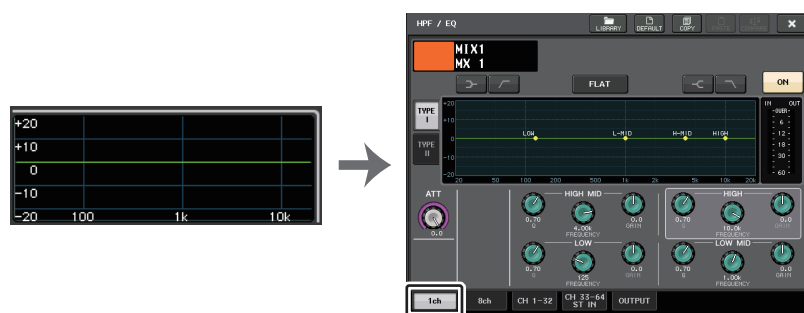 +20
+10
0
-10
-20 100 1k 10k
HPF / EQ
LIBRARY DEFAULT COPY PASTE COMPARE ×
MIX1
MX 1
FLAT
ON
TYPE I
TYPE II
+20
+10
0
-10
-20
LOW L-MID H-MID HIGH
20 50 100 200 500 1k 2k 5k 10k 20k
IN OUT
-OVER-
- 6 -
- 12 -
- 18 -
- 30 -
- 60 -
ATT
0.0
HIGH MID
0.70 4.00k 0.0
Q FREQUENCY GAIN
HIGH
0.70 10.0k 0.0
Q FREQUENCY GAIN
LOW
0.70 125 0.0
Q FREQUENCY GAIN
LOW MID
0.70 1.00k 0.0
Q FREQUENCY GAIN
1ch 8ch CH 1-32 CH 33-64 ST IN OUTPUT